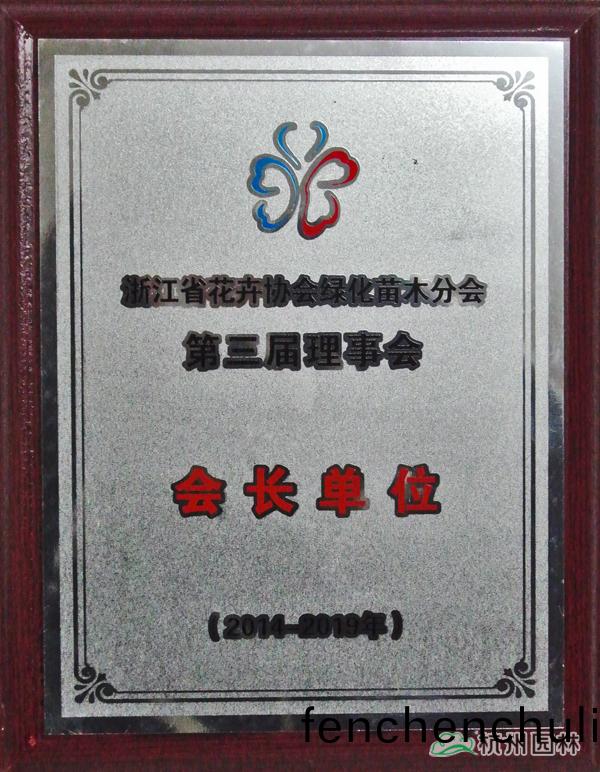 浙江省花卉协会绿化苗木分会
第三届理事会
会长单位
(2014-2019年)
fenchenchuli
杭州园林